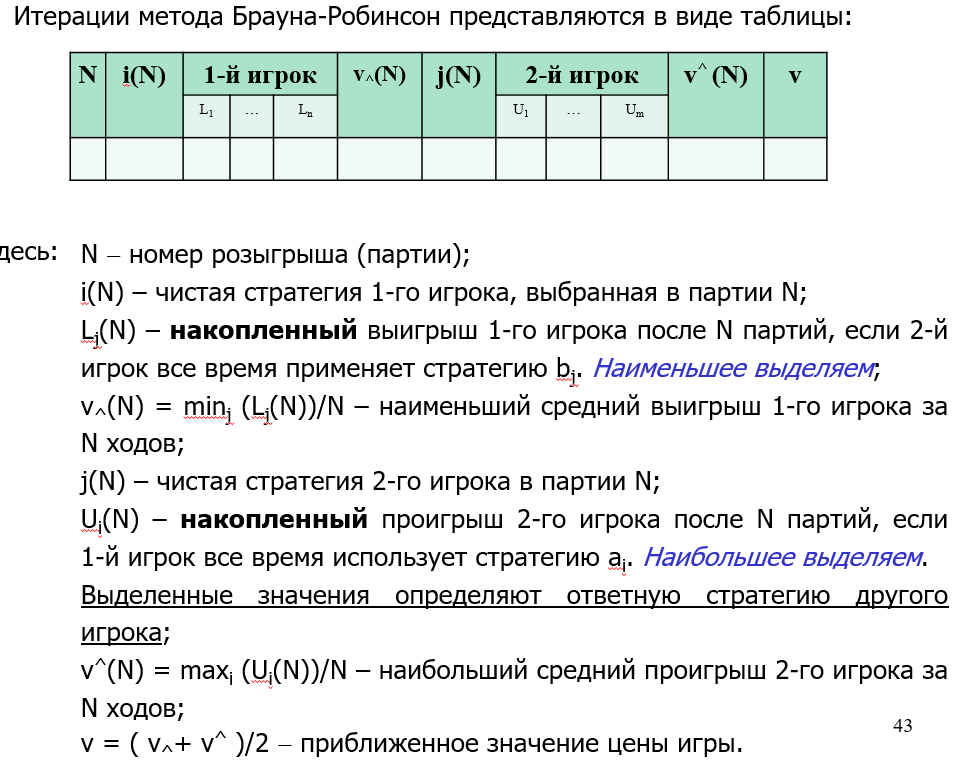 Итерации метода Брауна-Робинсон представляются в виде таблицы:
N i(N) 1-й игрок v^(N) j(N) 2-й игрок v^ (N) v
L1 ... Ln U1 ... Um
десь: N – номер розыгрыша (партии);
i(N) – чистая стратегия 1-го игрока, выбранная в партии N;
Lj(N) – накопленный выигрыш 1-го игрока после N партий, если 2-й
игрок все время применяет стратегию bj. Наименьшее выделяем;
v^(N) = minj (Lj(N))/N – наименьший средний выигрыш 1-го игрока за
N ходов;
j(N) – чистая стратегия 2-го игрока в партии N;
Ui(N) – накопленный проигрыш 2-го игрока после N партий, если
1-й игрок все время использует стратегию ai. Наибольшее выделяем.
Выделенные значения определяют ответную стратегию другого
игрока;
v^(N) = maxi (Ui(N))/N – наибольший средний проигрыш 2-го игрока за
N ходов;
v = ( v^+ v^ )/2 – приближенное значение цены игры.
43